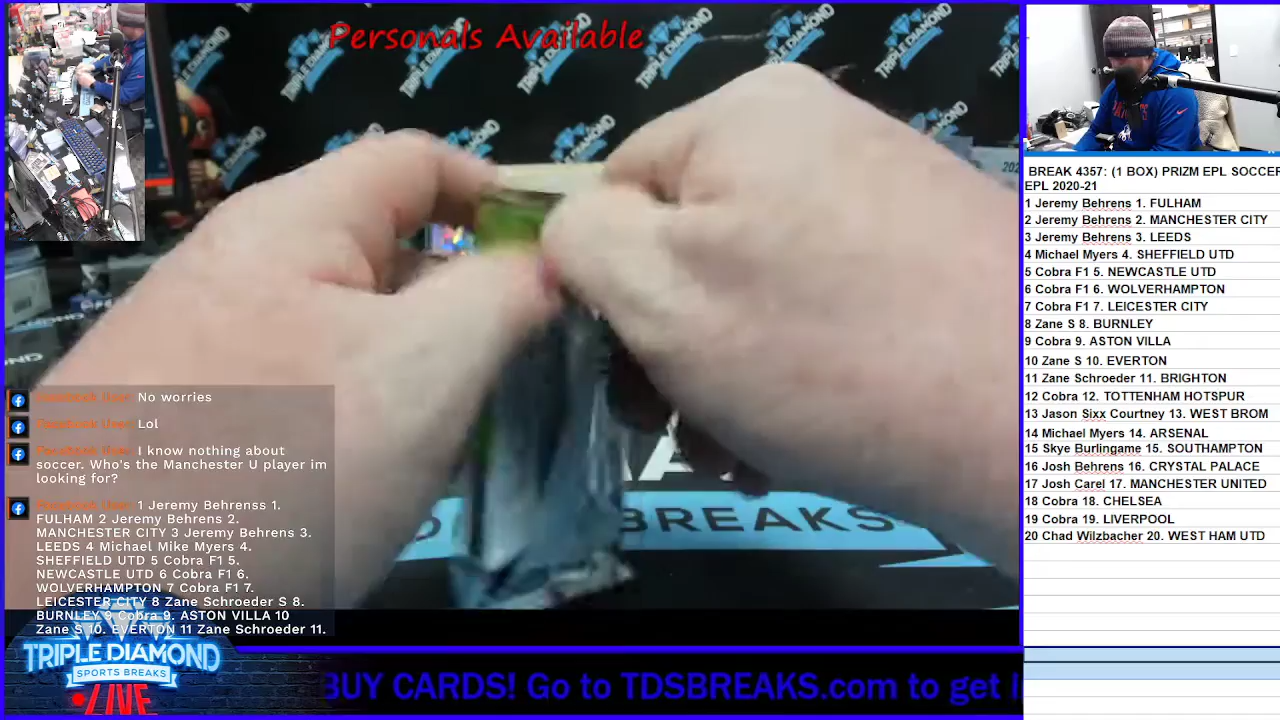 Personals Available
TRIPLE DIAMOND
TRIPLE DIAMOND
TRIPLE DIAMOND
BREAKS
No worries
Lol
I know nothing about
soccer. Who's the Manchester U player im
looking for?
1 Jeremy Behrenss 1.
FULHAM 2 Jeremy Behrens 2.
MANCHESTER CITY 3 Jeremy Behrens 3.
LEEDS 4 Michael Mike Myers 4.
SHEFFIELD UTD 5 Cobra F1 5.
NEWCASTLE UTD 6 Cobra F1 6.
WOLVERHAMPTON 7 Cobra F1 7.
LEICESTER CITY 8 Zane Schroeder S 8.
BURNLEY 9 Cobra 9. ASTON VILLA 10
Zane S 10. EVERTON 11 Zane Schroeder 11.
TRIPLE DIAMOND
SPORTS BREAKS
LIVE
BUY CARDS! Go to TDSBREAKS.com to get
BREAK 4357: (1 BOX) PRIZM EPL SOCCER
EPL 2020-21
1 Jeremy Behrens 1. FULHAM
2 Jeremy Behrens 2. MANCHESTER CITY
3 Jeremy Behrens 3. LEEDS
4 Michael Myers 4. SHEFFIELD UTD
5 Cobra F1 5. NEWCASTLE UTD
6 Cobra F1 6. WOLVERHAMPTON
7 Cobra F1 7. LEICESTER CITY
8 Zane S 8. BURNLEY
9 Cobra 9. ASTON VILLA
10 Zane S 10. EVERTON
11 Zane Schroeder 11. BRIGHTON
12 Cobra 12. TOTTENHAM HOTSPUR
13 Jason Sixx Courtney 13. WEST BROM
14 Michael Myers 14. ARSENAL
15 Skye Burlingame 15. SOUTHAMPTON
16 Josh Behrens 16. CRYSTAL PALACE
17 Josh Carel 17. MANCHESTER UNITED
18 Cobra 18. CHELSEA
19 Cobra 19. LIVERPOOL
20 Chad Wilzbacher 20. WEST HAM UTD